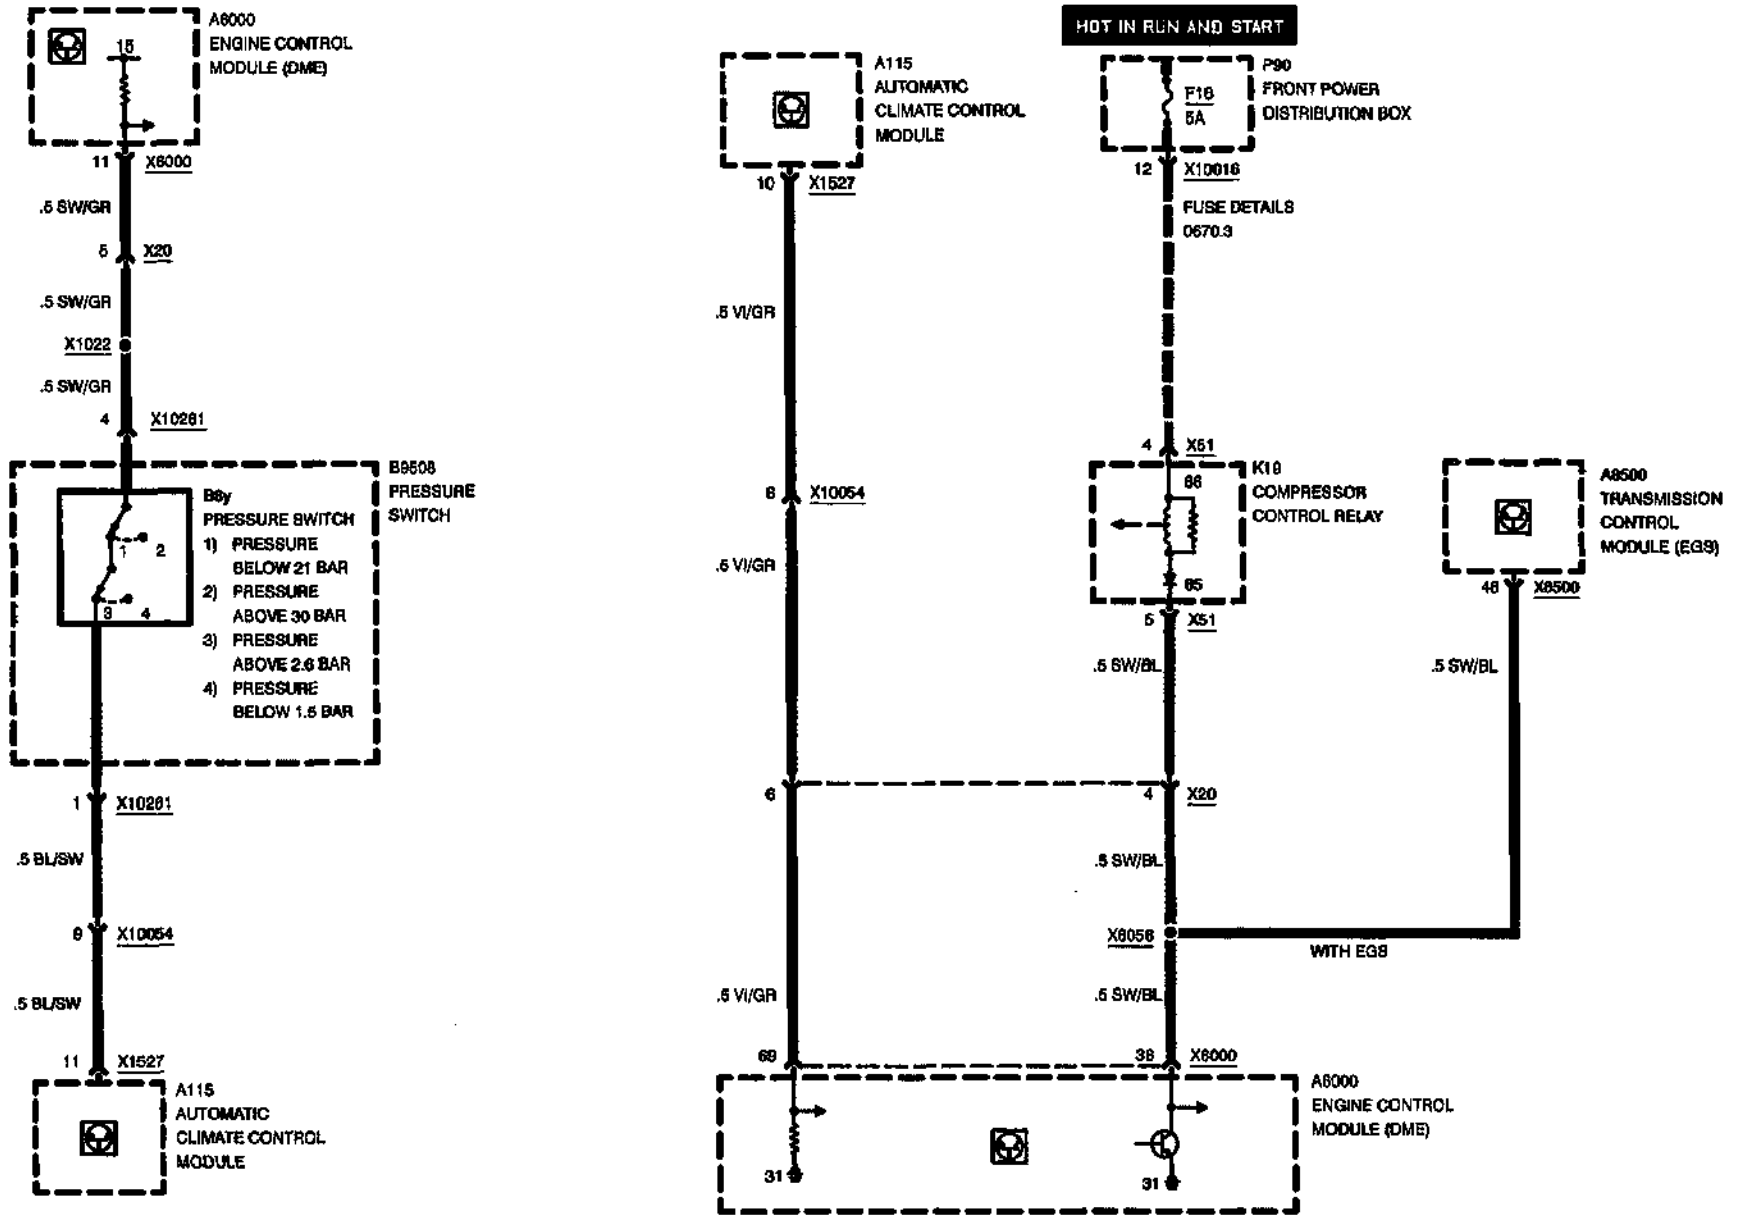 A6000
ENGINE CONTROL
MODULE (DME)
15
11 X6000
.5 SW/GR
5 X20
.5 SW/GR
X1022
.5 SW/GR
4 X10261
B9508
PRESSURE
SWITCH
B8y
PRESSURE SWITCH
1) PRESSURE
BELOW 21 BAR
2) PRESSURE
ABOVE 30 BAR
3) PRESSURE
ABOVE 2.6 BAR
4) PRESSURE
BELOW 1.5 BAR
1 2
3 4
1 X10261
.5 BL/SW
9 X10054
.5 BL/SW
11 X1527
A115
AUTOMATIC
CLIMATE CONTROL
MODULE
A115
AUTOMATIC
CLIMATE CONTROL
MODULE
10 X1527
.5 VI/GR
8 X10054
.5 VI/GR
6
.5 VI/GR
69
31
HOT IN RUN AND START
P90
FRONT POWER
DISTRIBUTION BOX
F16
5A
12 X10016
FUSE DETAILS
0670.3
4 X51
K19
COMPRESSOR
CONTROL RELAY
86
85
5 X51
.5 SW/BL
4 X20
.5 SW/BL
X6056
WITH EGS
.5 SW/BL
38 X6000
A6000
ENGINE CONTROL
MODULE (DME)
31
A8500
TRANSMISSION
CONTROL
MODULE (EGS)
46 X8500
.5 SW/BL